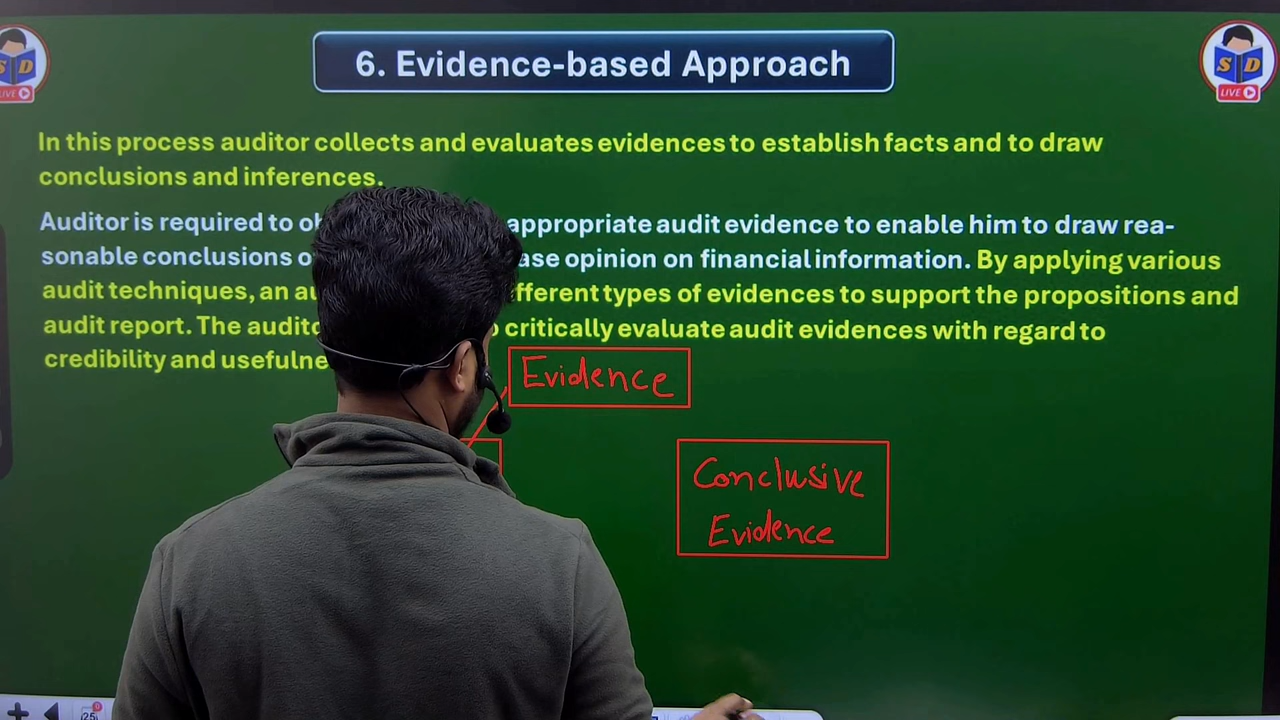 6. Evidence-based Approach
S D
LIVE
S D
LIVE
In this process auditor collects and evaluates evidences to establish facts and to draw
conclusions and inferences.
Auditor is required to appropriate audit evidence to enable him to draw rea-
sonable conclusions opinion on financial information. By applying various
audit techniques, an types of evidences to support the propositions and
audit report. The critically evaluate audit evidences with regard to
credibility and
Evidence
Conclusive
Evidence